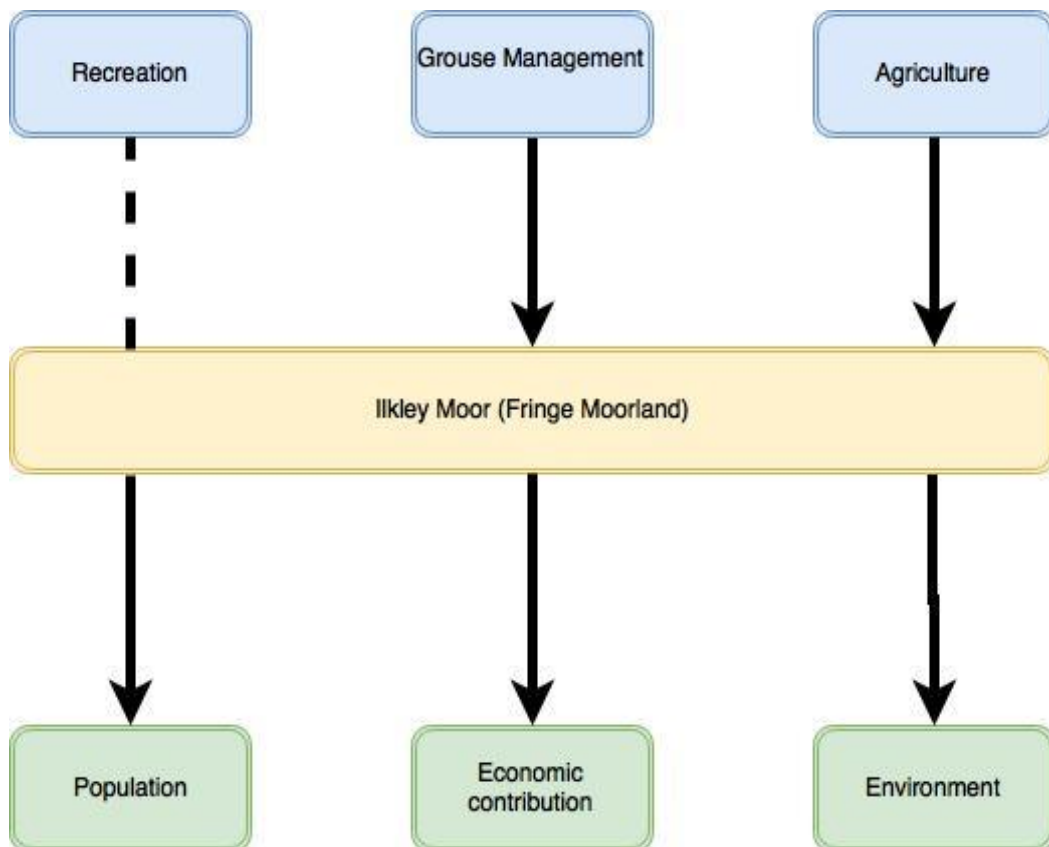 Recreation
Grouse Management
Agriculture
Ilkley Moor (Fringe Moorland)
Population
Economic
contribution
Environment